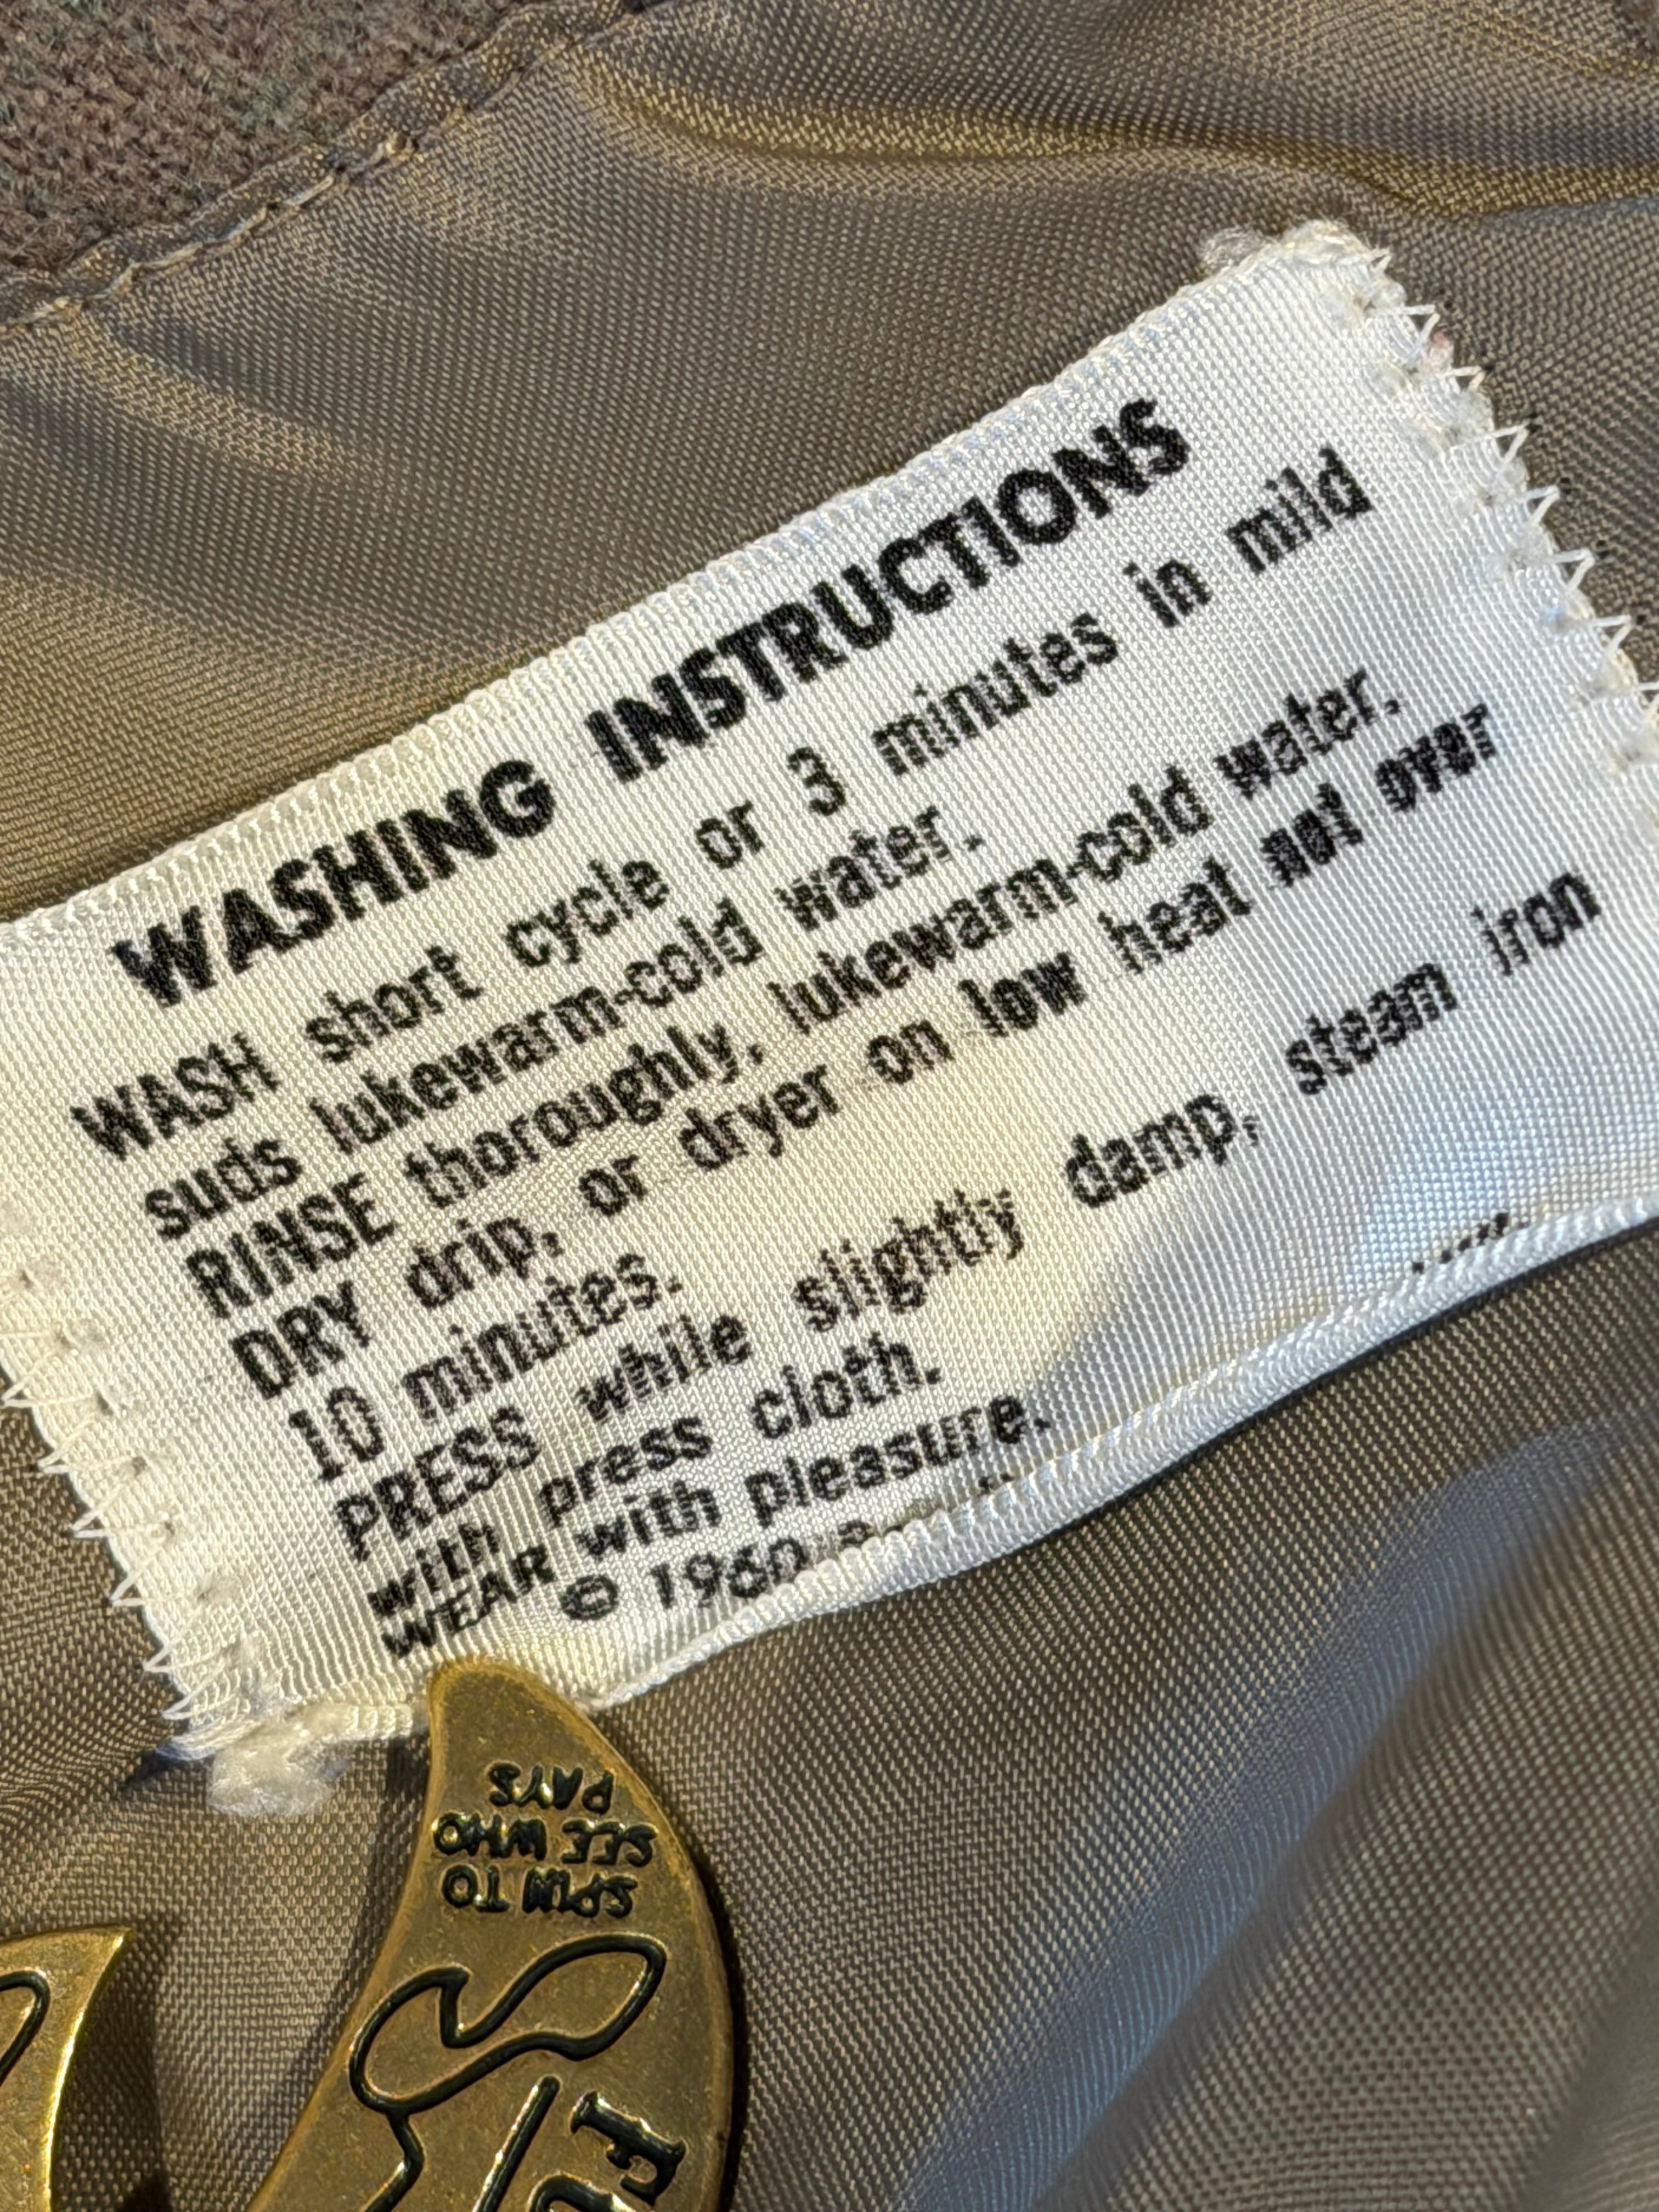 WASHING INSTRUCTIONS
WASH short cycle or 3 minutes in mild
suds lukewarm-cold water.
RINSE thoroughly, lukewarm-cold water.
DRY drip, or dryer on low heat not over
10 minutes.
PRESS while slightly damp, steam iron
with press cloth.
WEAR with pleasure.
© 1960
SPIN TO
SEE WHO
PAYS